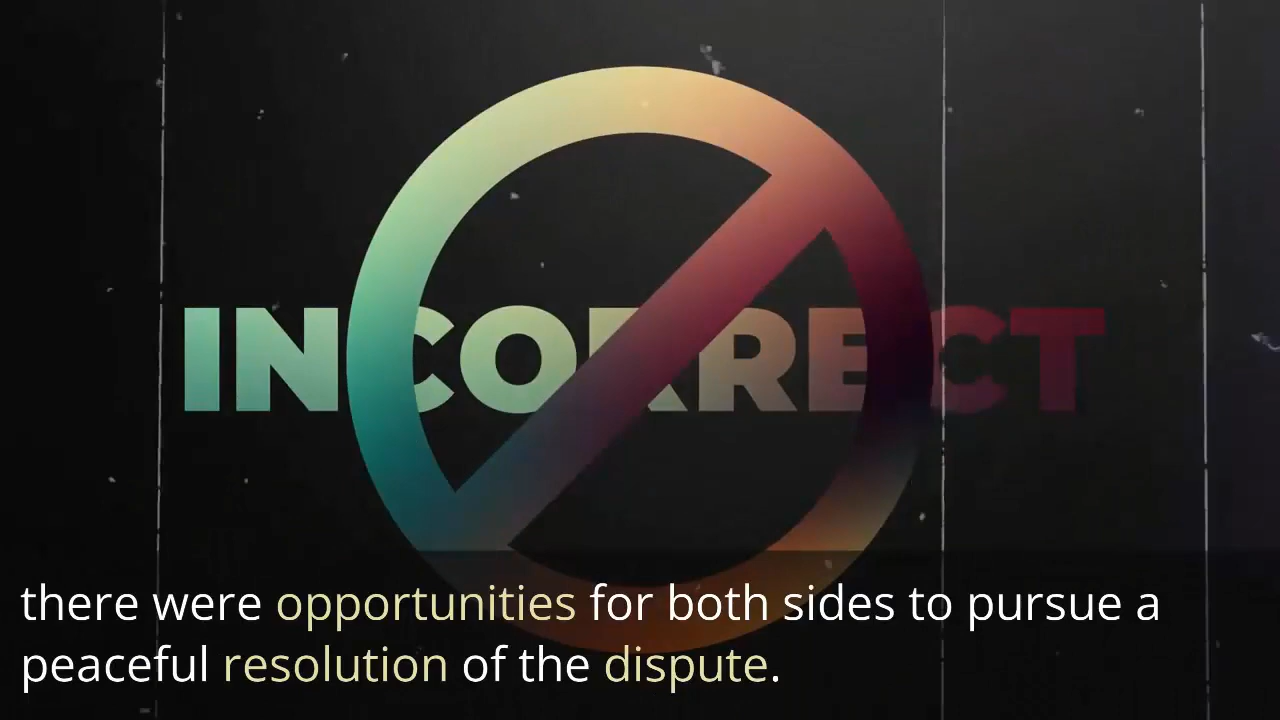 INCORRECT
there were opportunities for both sides to pursue a
peaceful resolution of the dispute.